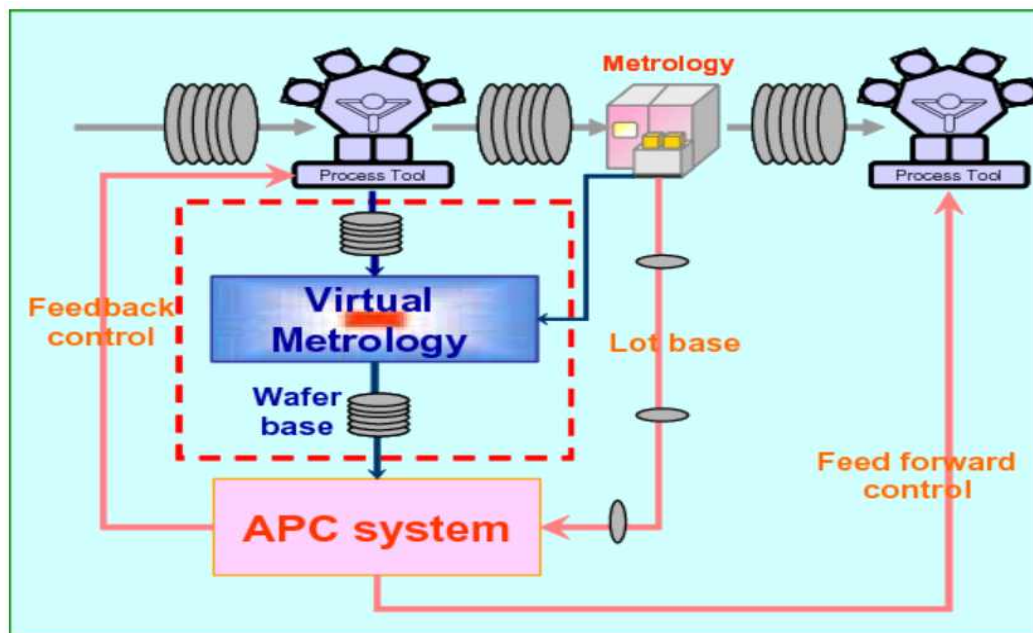 Metrology
Process Tool
Process Tool
Virtual
Metrology
Feedback
control
Lot base
Wafer
base
Feed forward
control
APC system